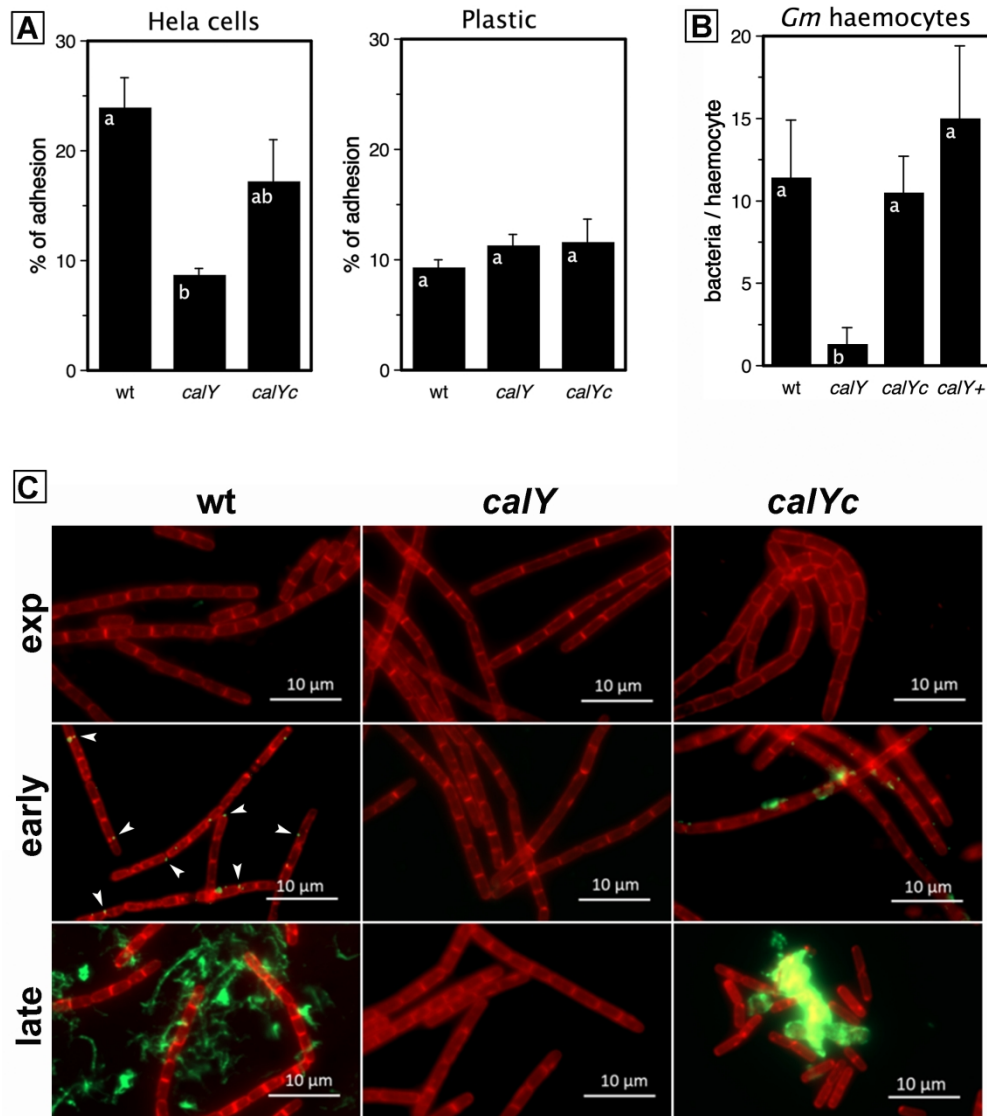 A
Hela cells
% of adhesion
30
20
10
0
a
b
ab
wt
calY
calYc
Plastic
% of adhesion
30
20
10
0
a
a
a
wt
calY
calYc
B
Gm haemocytes
bacteria / haemocyte
20
15
10
5
0
a
b
a
a
wt
calY
calYc
calY+
C
wt
calY
calYc
exp
10 µm
10 µm
10 µm
early
10 µm
10 µm
10 µm
late
10 µm
10 µm
10 µm